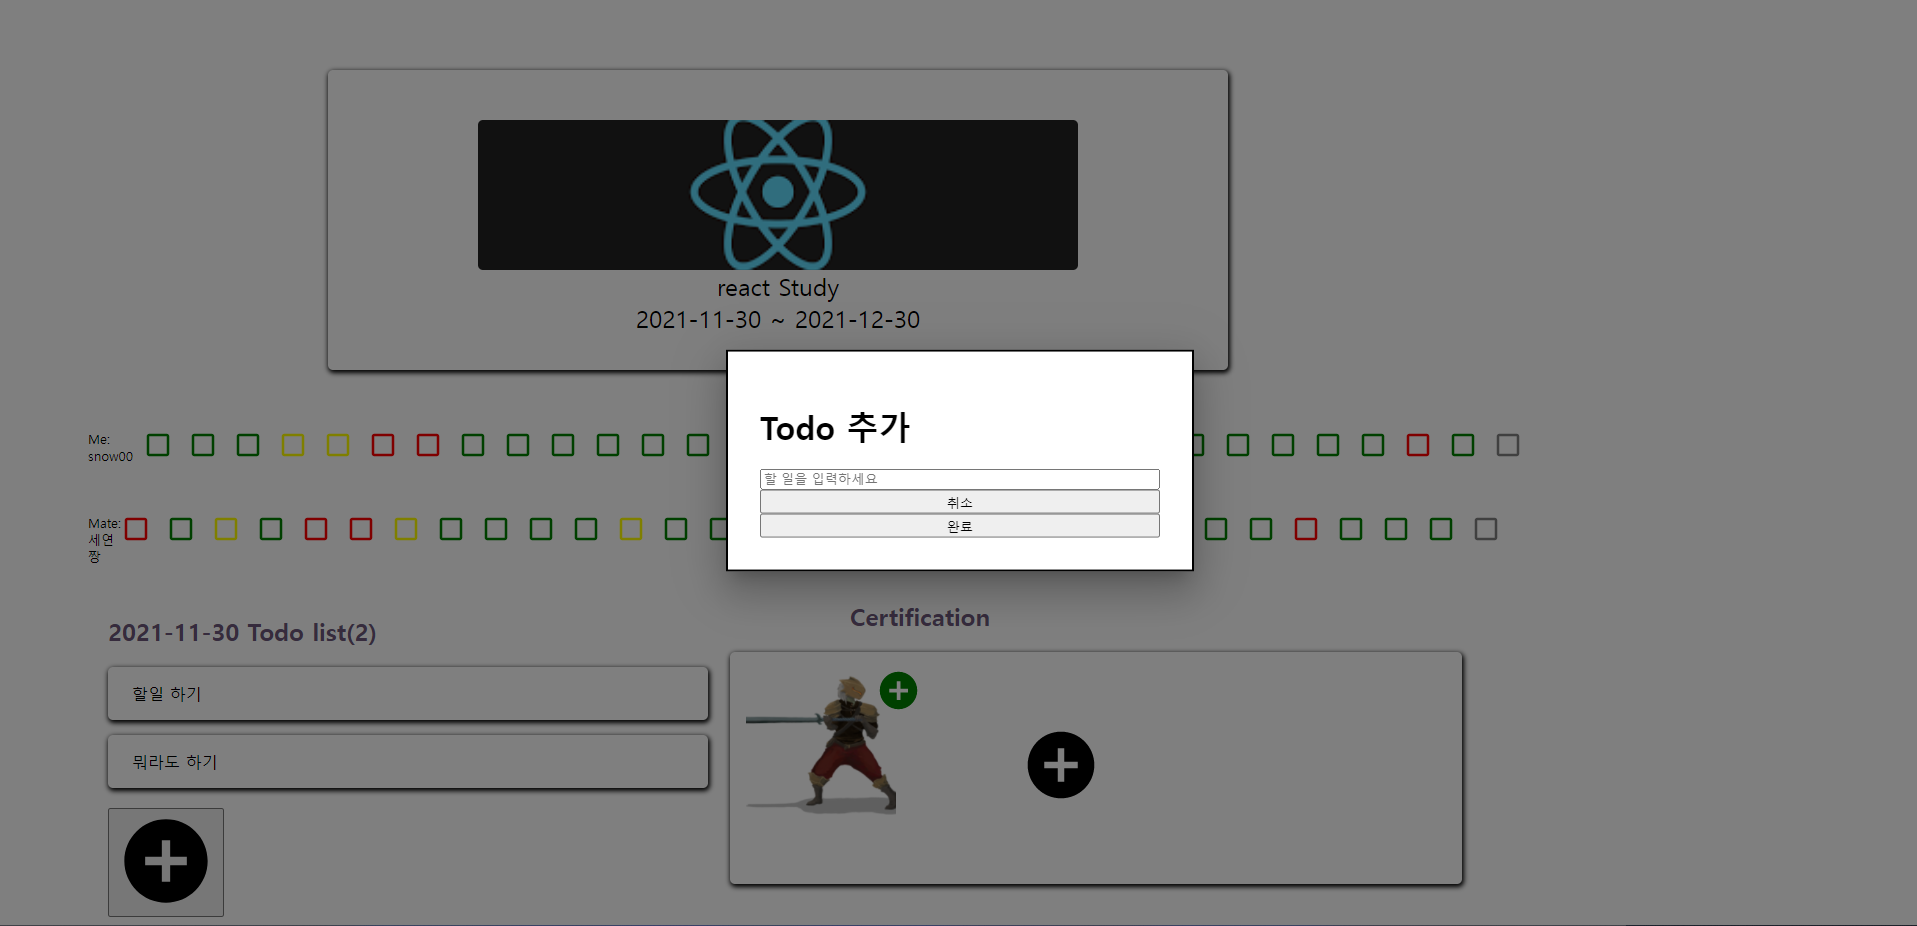 react Study
2021-11-30 ~ 2021-12-30
Todo 추가
할 일을 입력하세요
취소
완료
Me:
snow00
Mate:
세연
짱
2021-11-30 Todo list(2)
할일 하기
뭐라도 하기
Certification